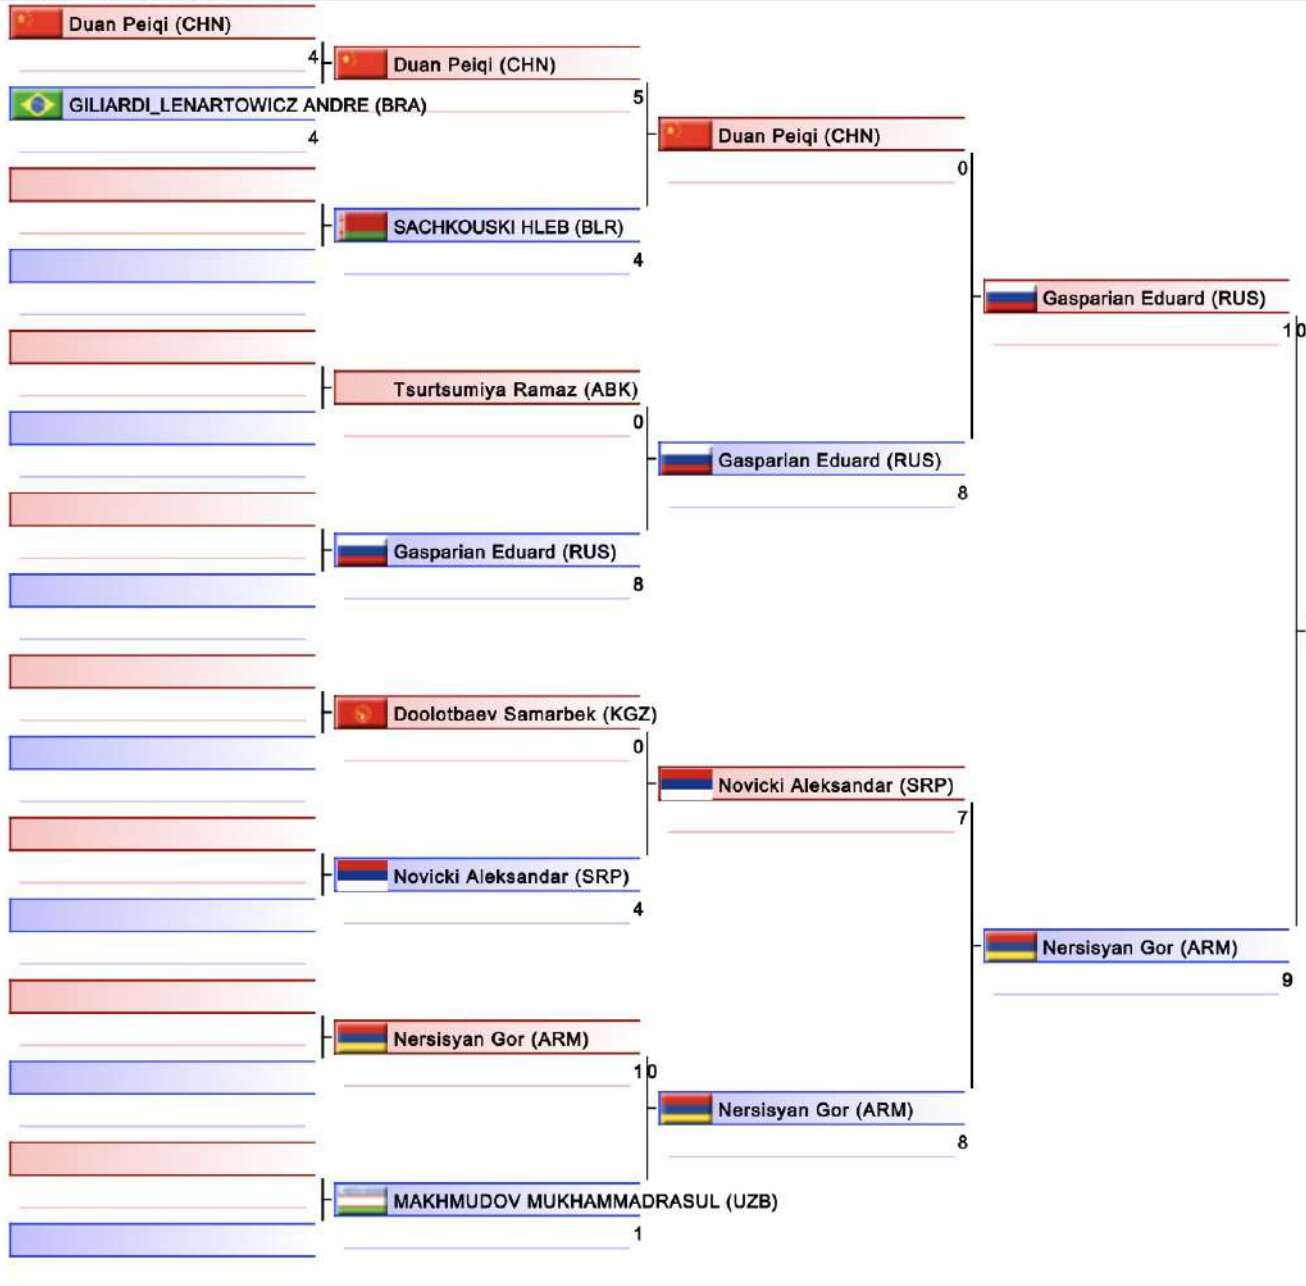 Duan Peiqi (CHN)
4
GILIARDI_LENARTOWICZ ANDRE (BRA)
4
Duan Peiqi (CHN)
5
SACHKOUSKI HLEB (BLR)
4
Tsurtsumiya Ramaz (ABK)
0
Gasparian Eduard (RUS)
8
Doolotbaev Samarbek (KGZ)
0
Novicki Aleksandar (SRP)
4
Nersisyan Gor (ARM)
10
MAKHMUDOV MUKHAMMADRASUL (UZB)
1
Duan Peiqi (CHN)
0
Gasparian Eduard (RUS)
8
Novicki Aleksandar (SRP)
7
Nersisyan Gor (ARM)
8
Gasparian Eduard (RUS)
10
Nersisyan Gor (ARM)
9